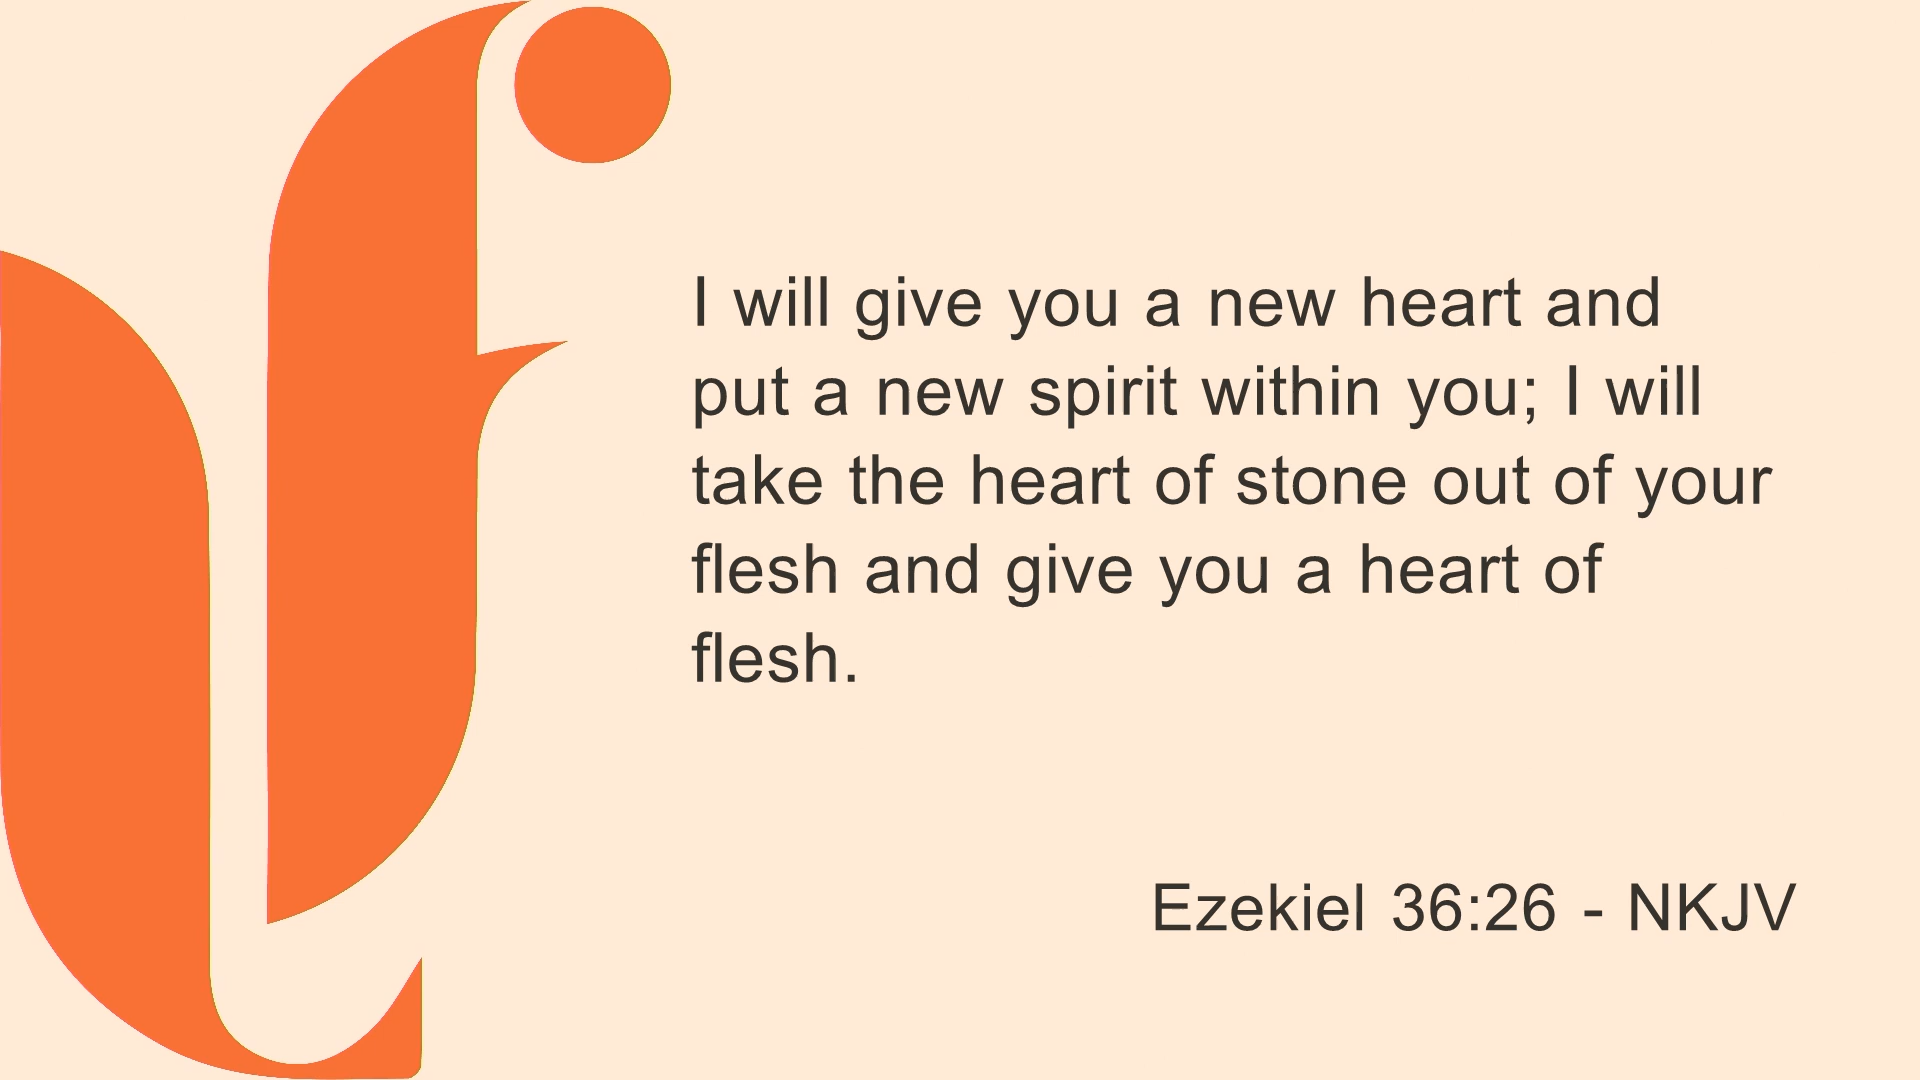 I will give you a new heart and
put a new spirit within you; I will
take the heart of stone out of your
flesh and give you a heart of
flesh.
Ezekiel 36:26 - NKJV